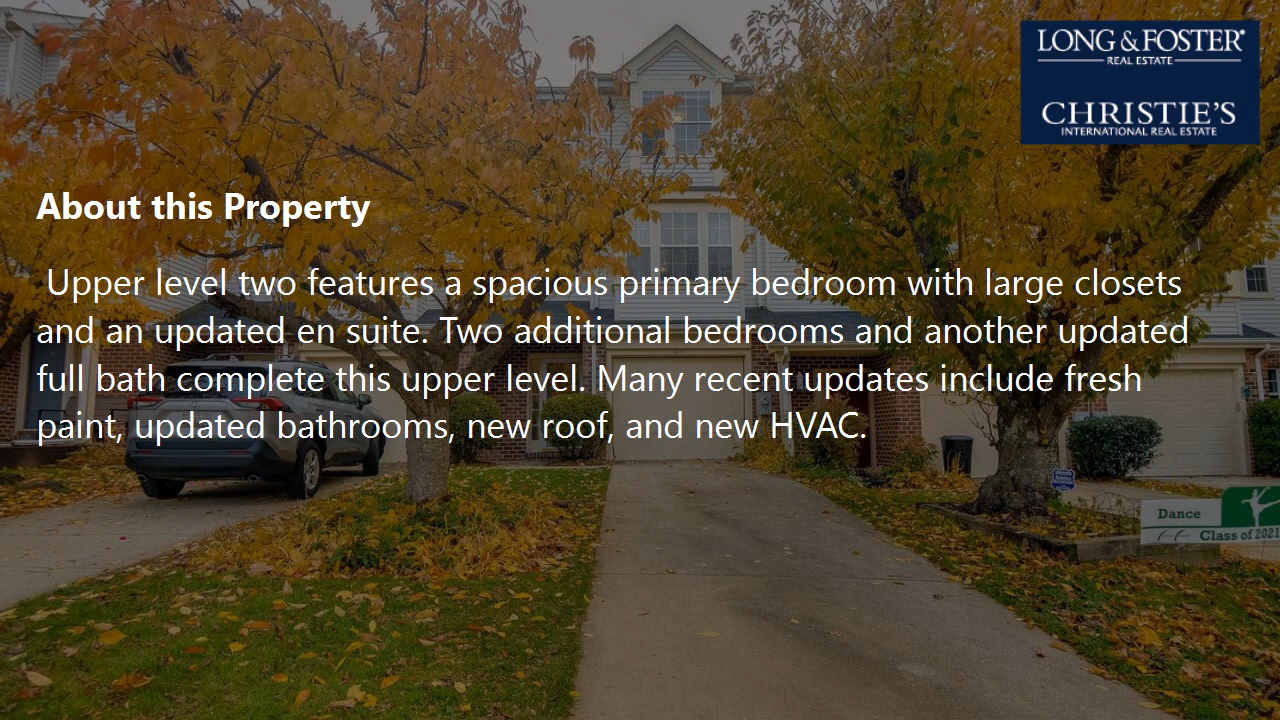 LONG & FOSTER®
REAL ESTATE
CHRISTIE'S
INTERNATIONAL REAL ESTATE
About this Property
Upper level two features a spacious primary bedroom with large closets
and an updated en suite. Two additional bedrooms and another updated
full bath complete this upper level. Many recent updates include fresh
paint, updated bathrooms, new roof, and new HVAC.
Dance
Class of 2021